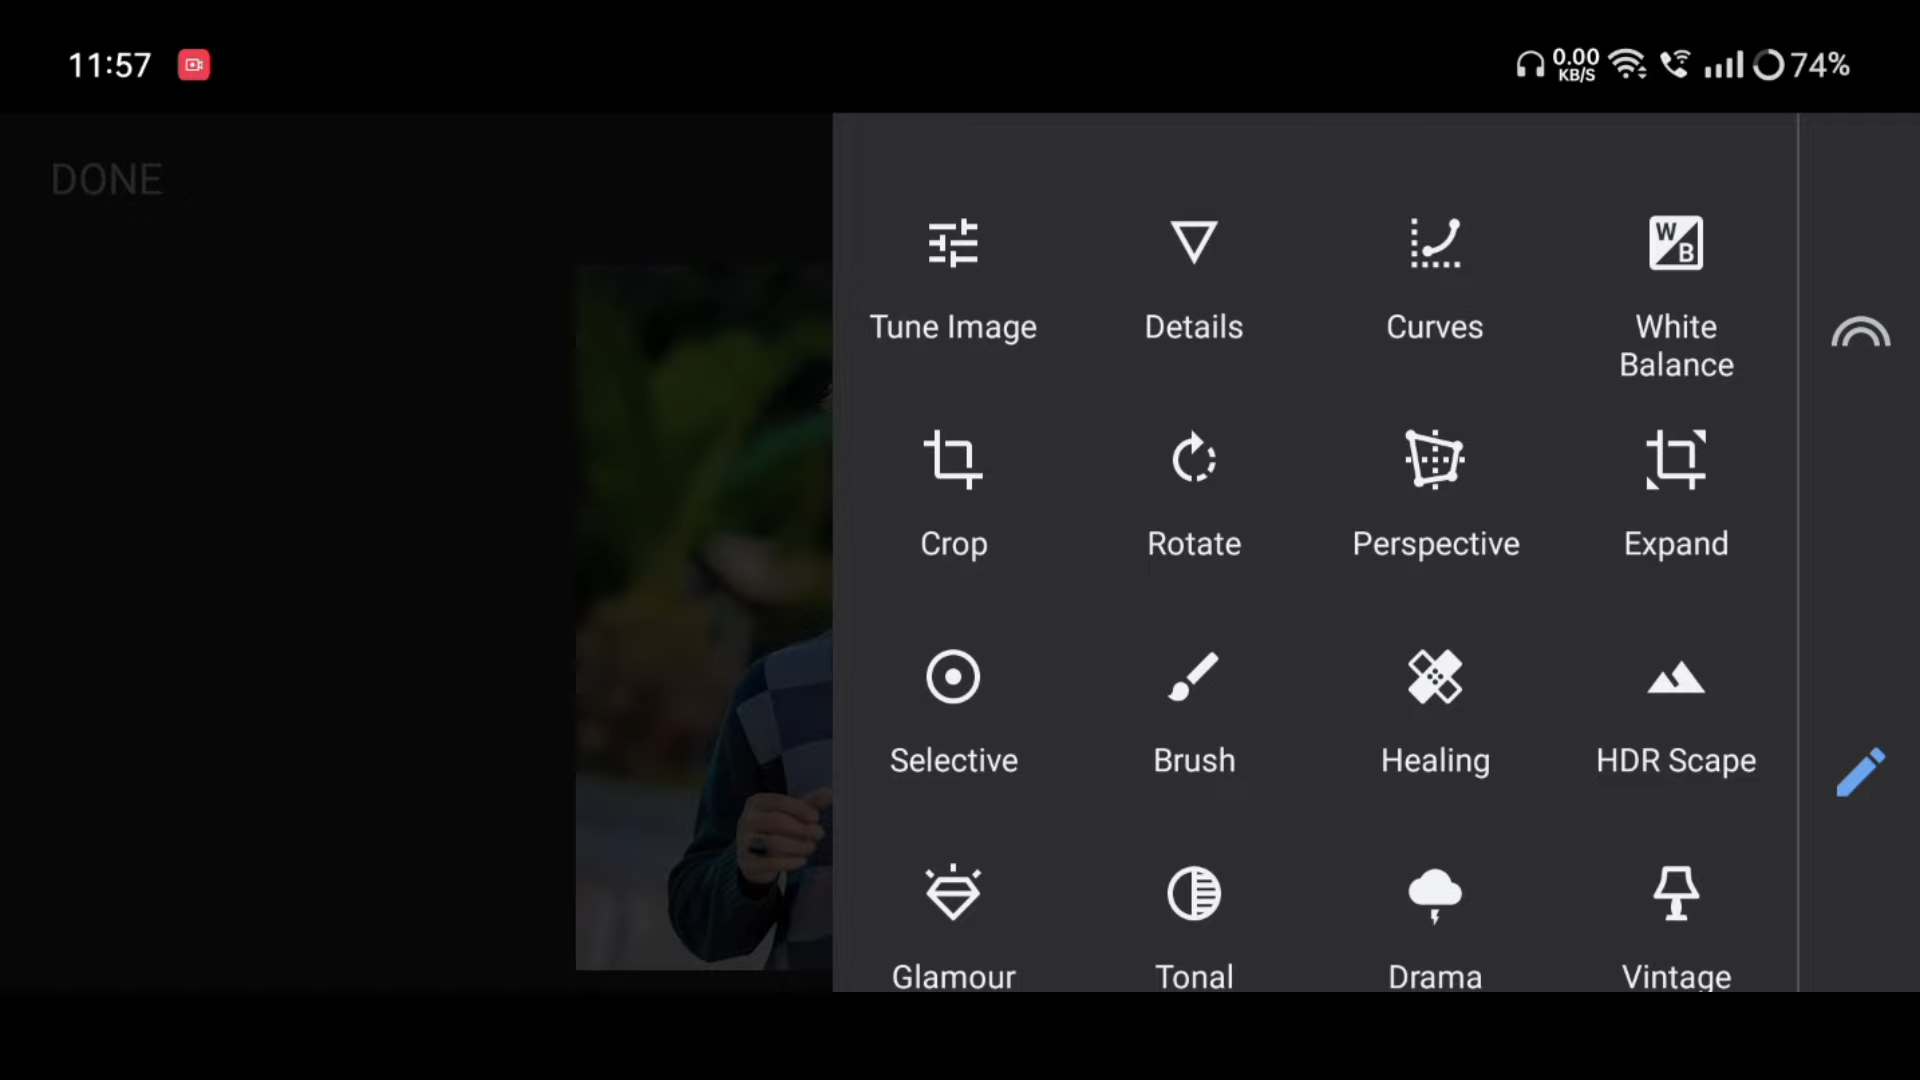 11:57
0.00
KB/S
74%
DONE
Tune Image
Details
Curves
White
Balance
Crop
Rotate
Perspective
Expand
Selective
Brush
Healing
HDR Scape
Glamour
Tonal
Drama
Vintage